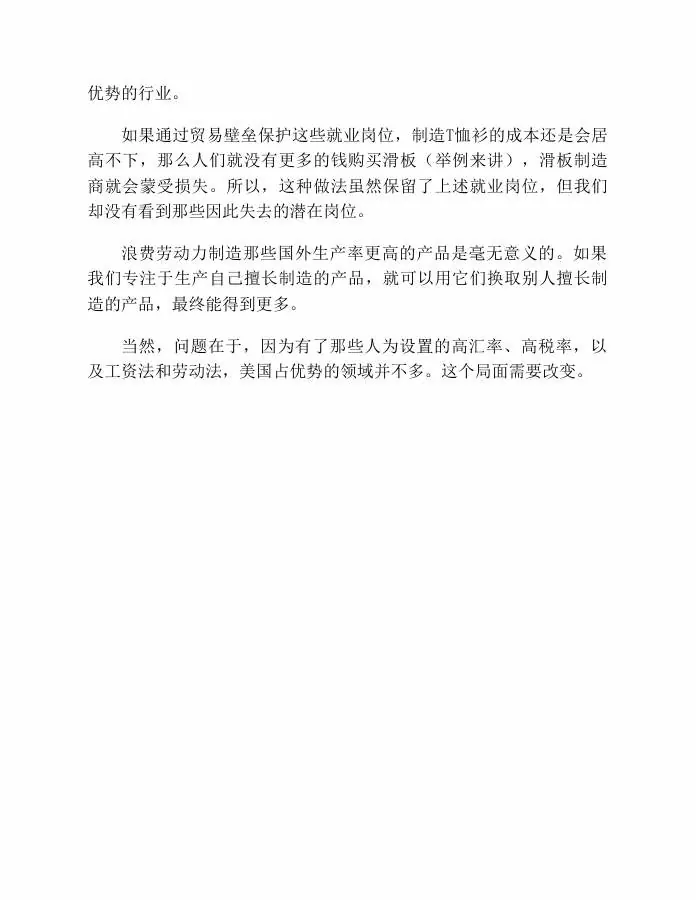 优势的行业。
如果通过贸易壁垒保护这些就业岗位，制造T恤衫的成本还是会居
高不下，那么人们就没有更多的钱购买滑板（举例来讲），滑板制造
商就会蒙受损失。所以，这种做法虽然保留了上述就业岗位，但我们
却没有看到那些因此失去的潜在岗位。
浪费劳动力制造那些国外生产率更高的产品是毫无意义的。如果
我们专注于生产自己擅长制造的产品，就可以用它们换取别人擅长制
造的产品，最终能得到更多。
当然，问题在于，因为有了那些人为设置的高汇率、高税率，以
及工资法和劳动法，美国占优势的领域并不多。这个局面需要改变。